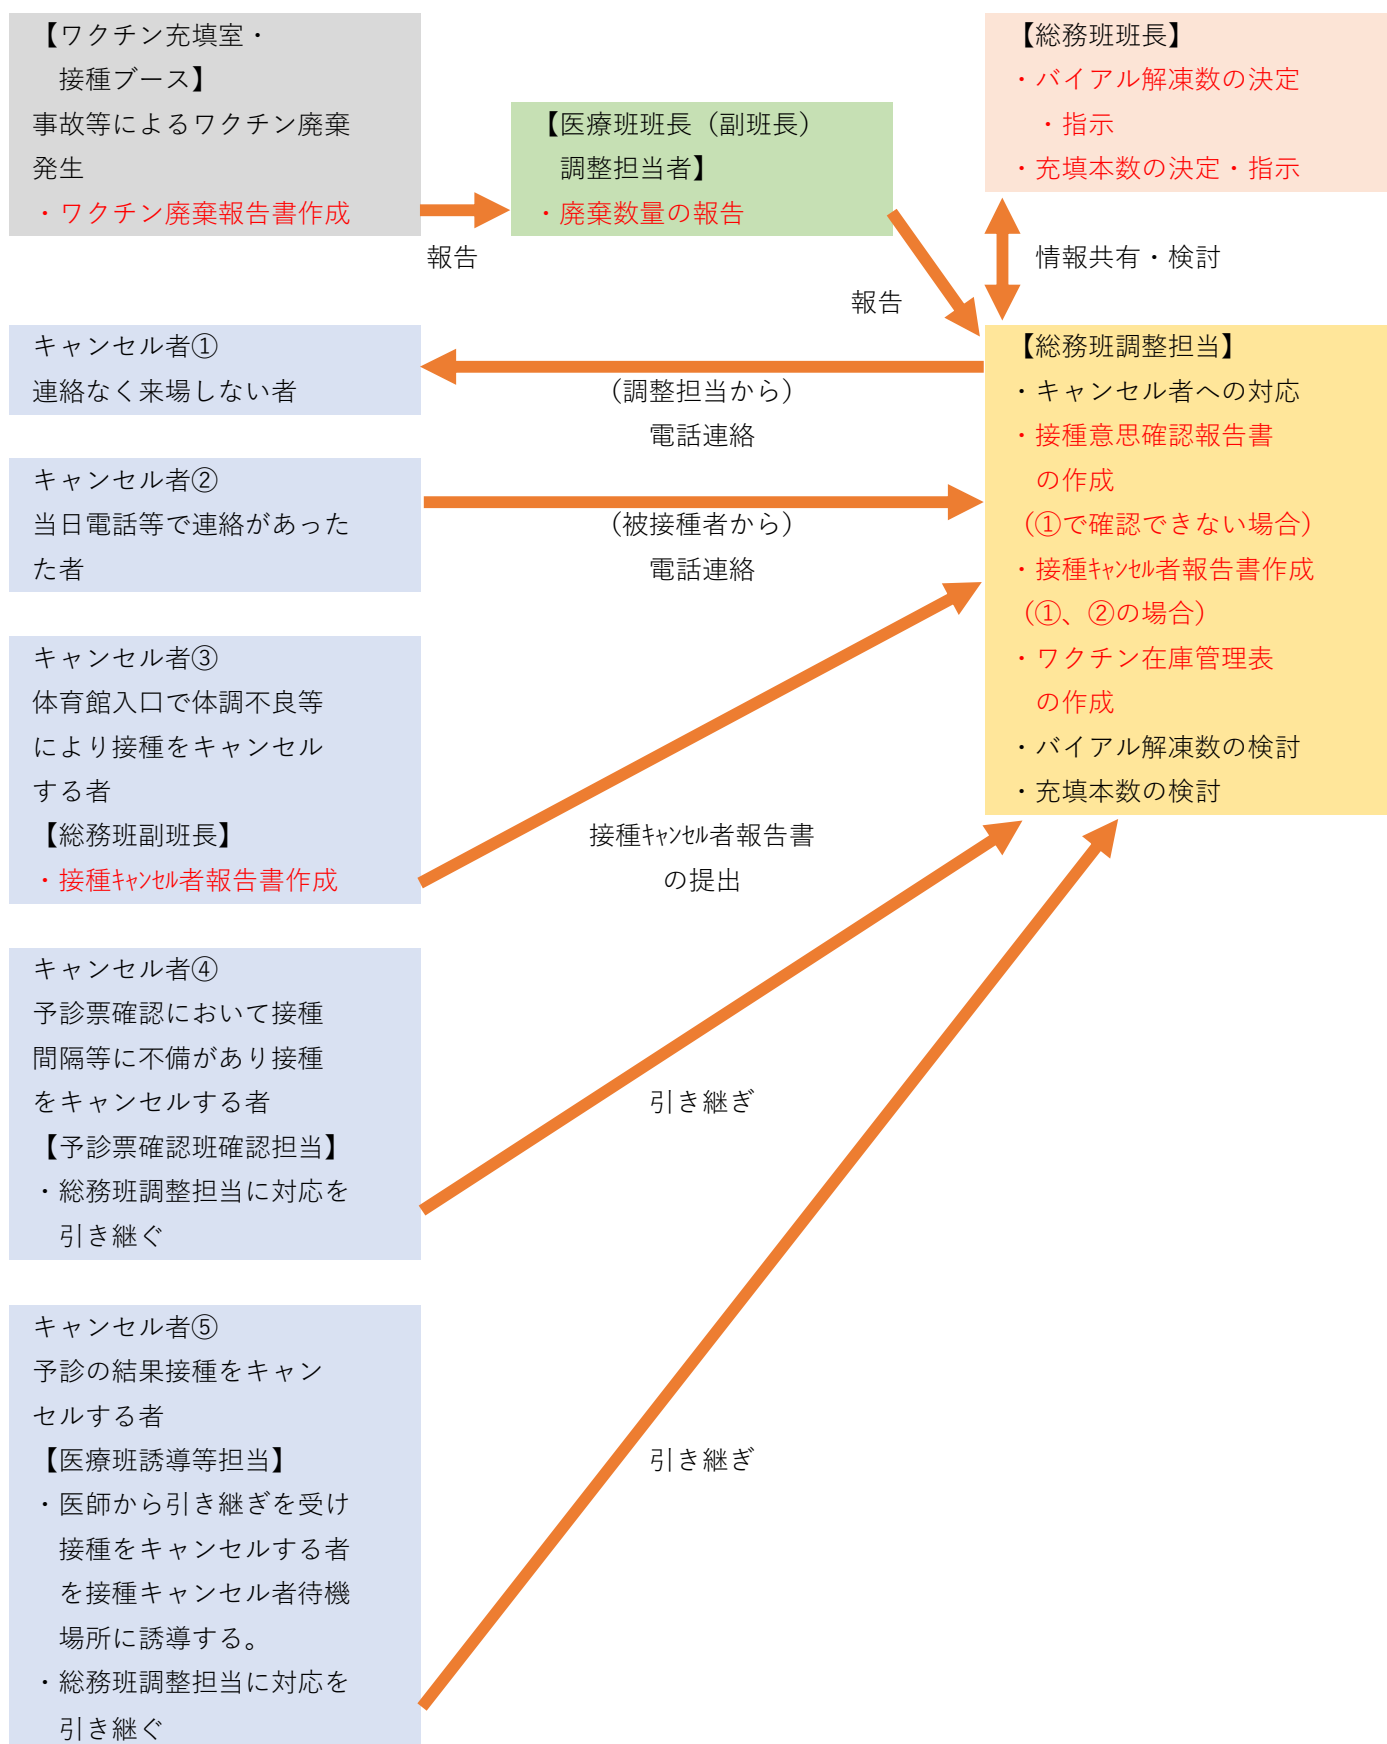 【ワクチン充填室・
接種ブース】
事故等によるワクチン廃棄
発生
・ワクチン廃棄報告書作成
報告
【医療班班長（副班長）
調整担当者】
・廃棄数量の報告
報告
【総務班班長】
・バイアル解凍数の決定
・指示
・充填本数の決定・指示
情報共有・検討
キャンセル者①
連絡なく来場しない者
（調整担当から）
電話連絡
キャンセル者②
当日電話等で連絡があった
た者
（被接種者から）
電話連絡
【総務班調整担当】
・キャンセル者への対応
・接種意思確認報告書
の作成
（①で確認できない場合）
・接種ｷｬﾝｾﾙ者報告書作成
（①、②の場合）
・ワクチン在庫管理表
の作成
・バイアル解凍数の検討
・充填本数の検討
キャンセル者③
体育館入口で体調不良等
により接種をキャンセル
する者
【総務班副班長】
・接種ｷｬﾝｾﾙ者報告書作成
接種ｷｬﾝｾﾙ者報告書
の提出
キャンセル者④
予診票確認において接種
間隔等に不備があり接種
をキャンセルする者
【予診票確認班確認担当】
・総務班調整担当に対応を
引き継ぐ
引き継ぎ
キャンセル者⑤
予診の結果接種をキャン
セルする者
【医療班誘導等担当】
・医師から引き継ぎを受け
接種をキャンセルする者
を接種キャンセル者待機
場所に誘導する。
・総務班調整担当に対応を
引き継ぐ
引き継ぎ